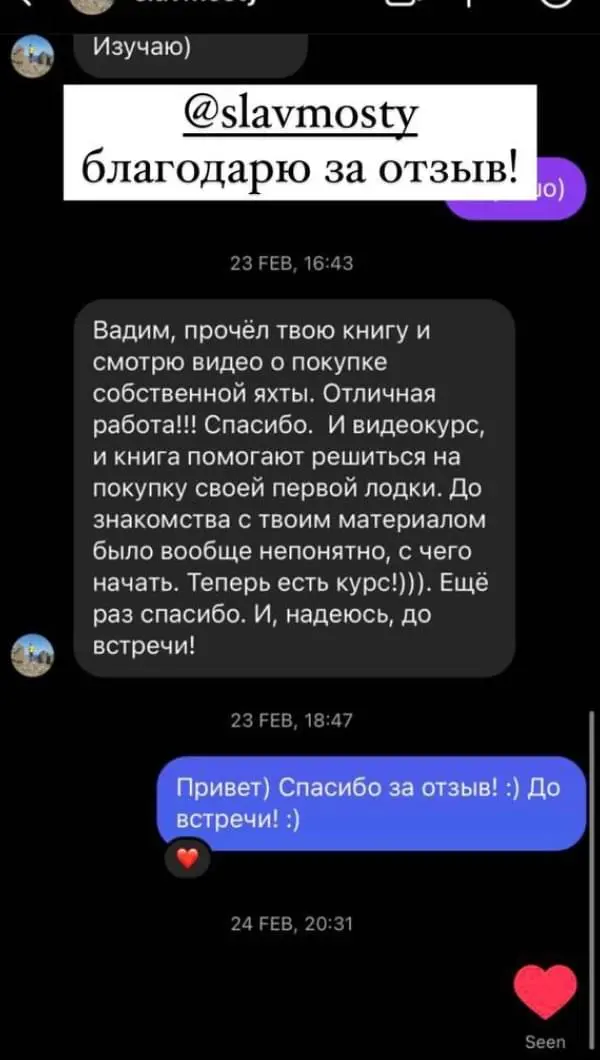 Изучаю)
@slavmosty
благодарю за отзыв!
23 FEB, 16:43
Вадим, прочёл твою книгу и
смотрю видео о покупке
собственной яхты. Отличная
работа!!! Спасибо.  И видеокурс,
и книга помогают решиться на
покупку своей первой лодки. До
знакомства с твоим материалом
было вообще непонятно, с чего
начать. Теперь есть курс!))). Ещё
раз спасибо. И, надеюсь, до
встречи!
23 FEB, 18:47
Привет) Спасибо за отзыв! :) До
встречи! :)
24 FEB, 20:31
Seen